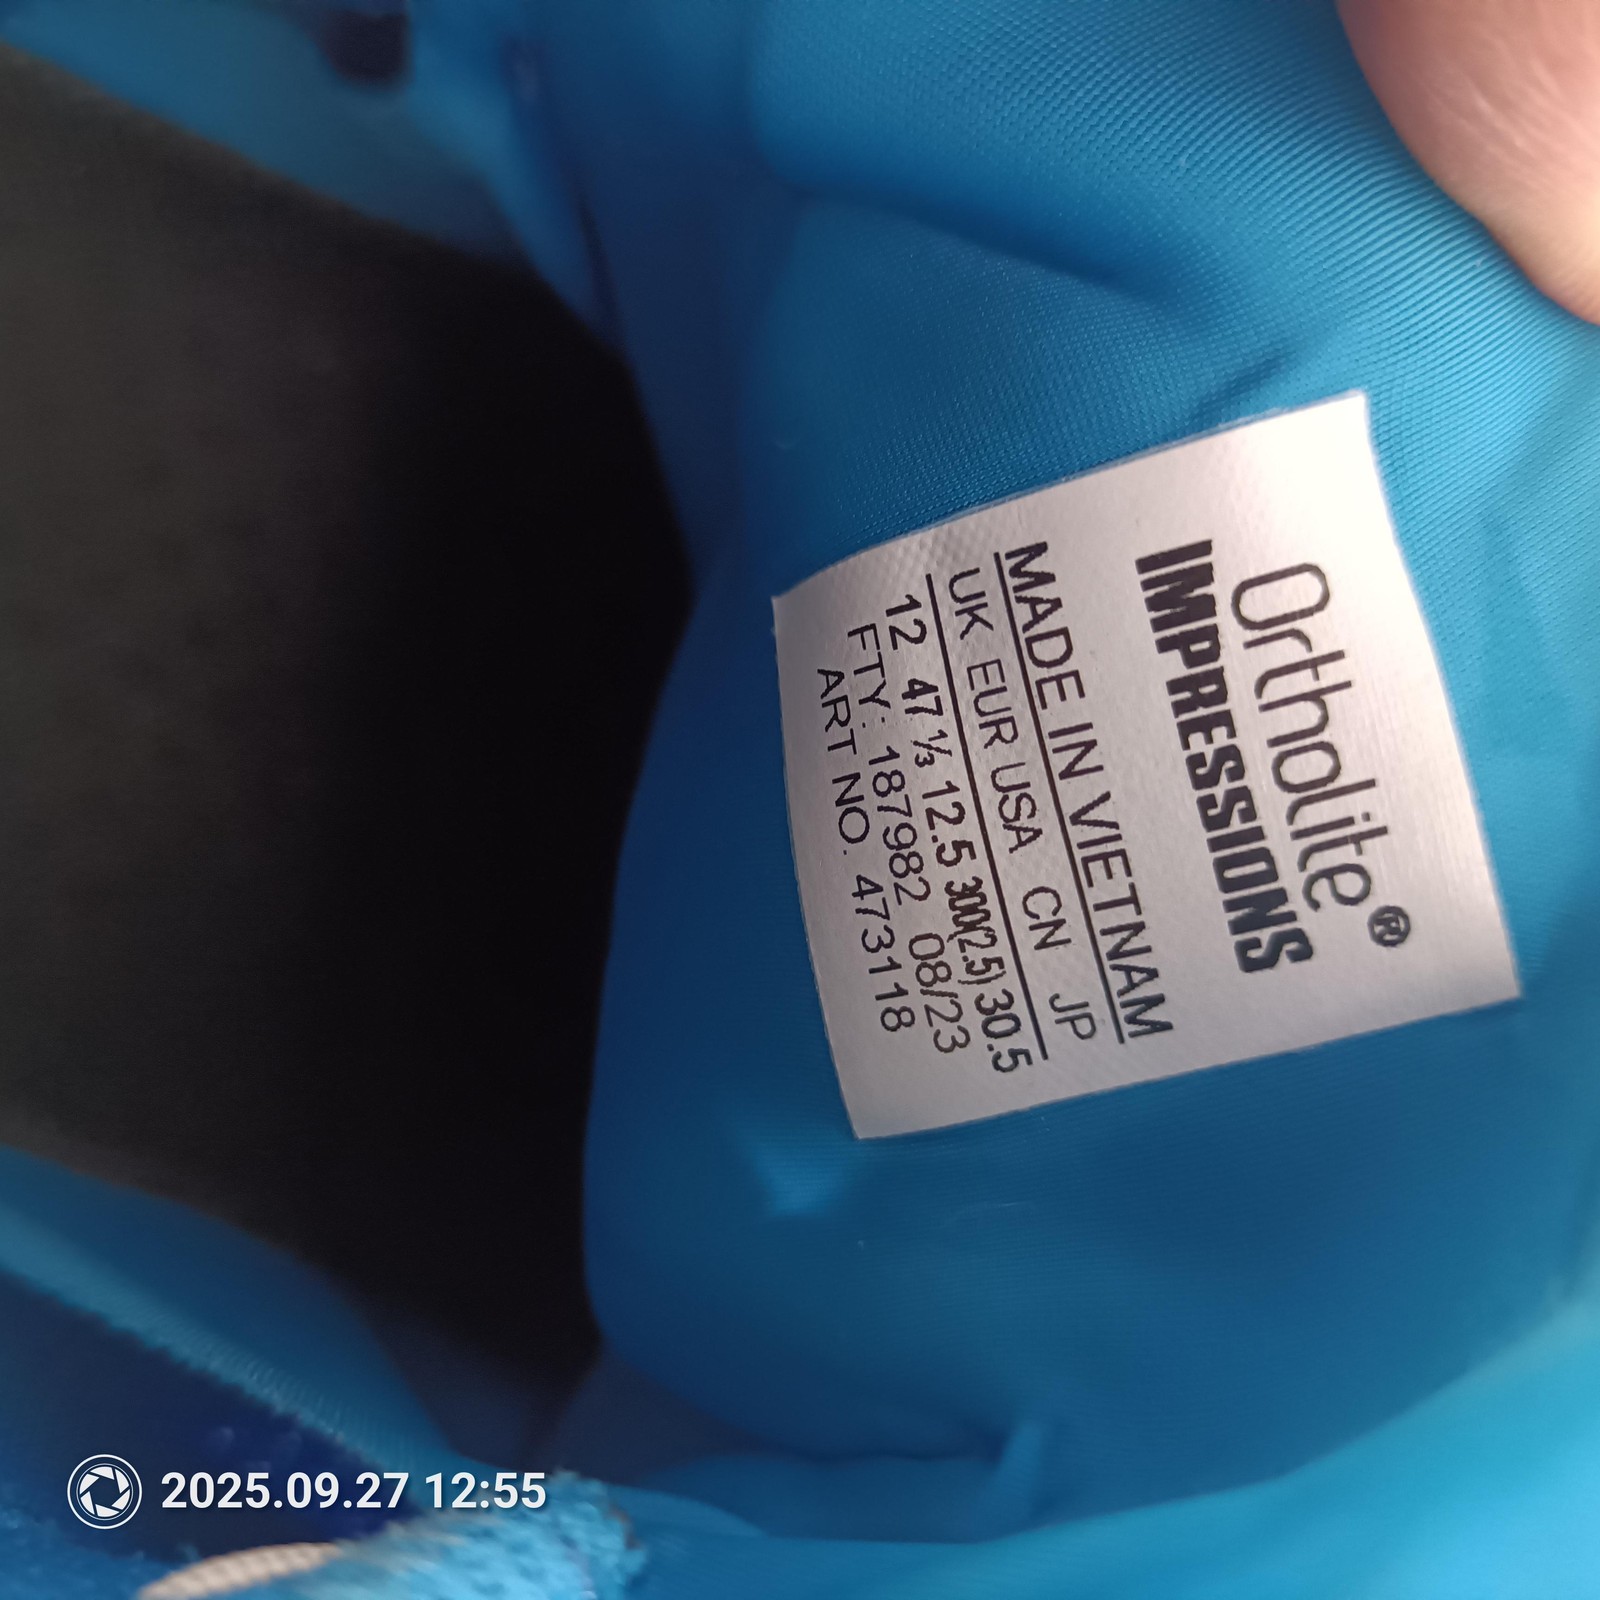 Ortholite®
IMPRESSIONS
MADE IN VIETNAM
UK EUR USA CN JP
12 47 ⅓ 12.5 300(2.5) 30.5
FTY: 187982 08/23
ART NO. 473118
2025.09.27 12:55